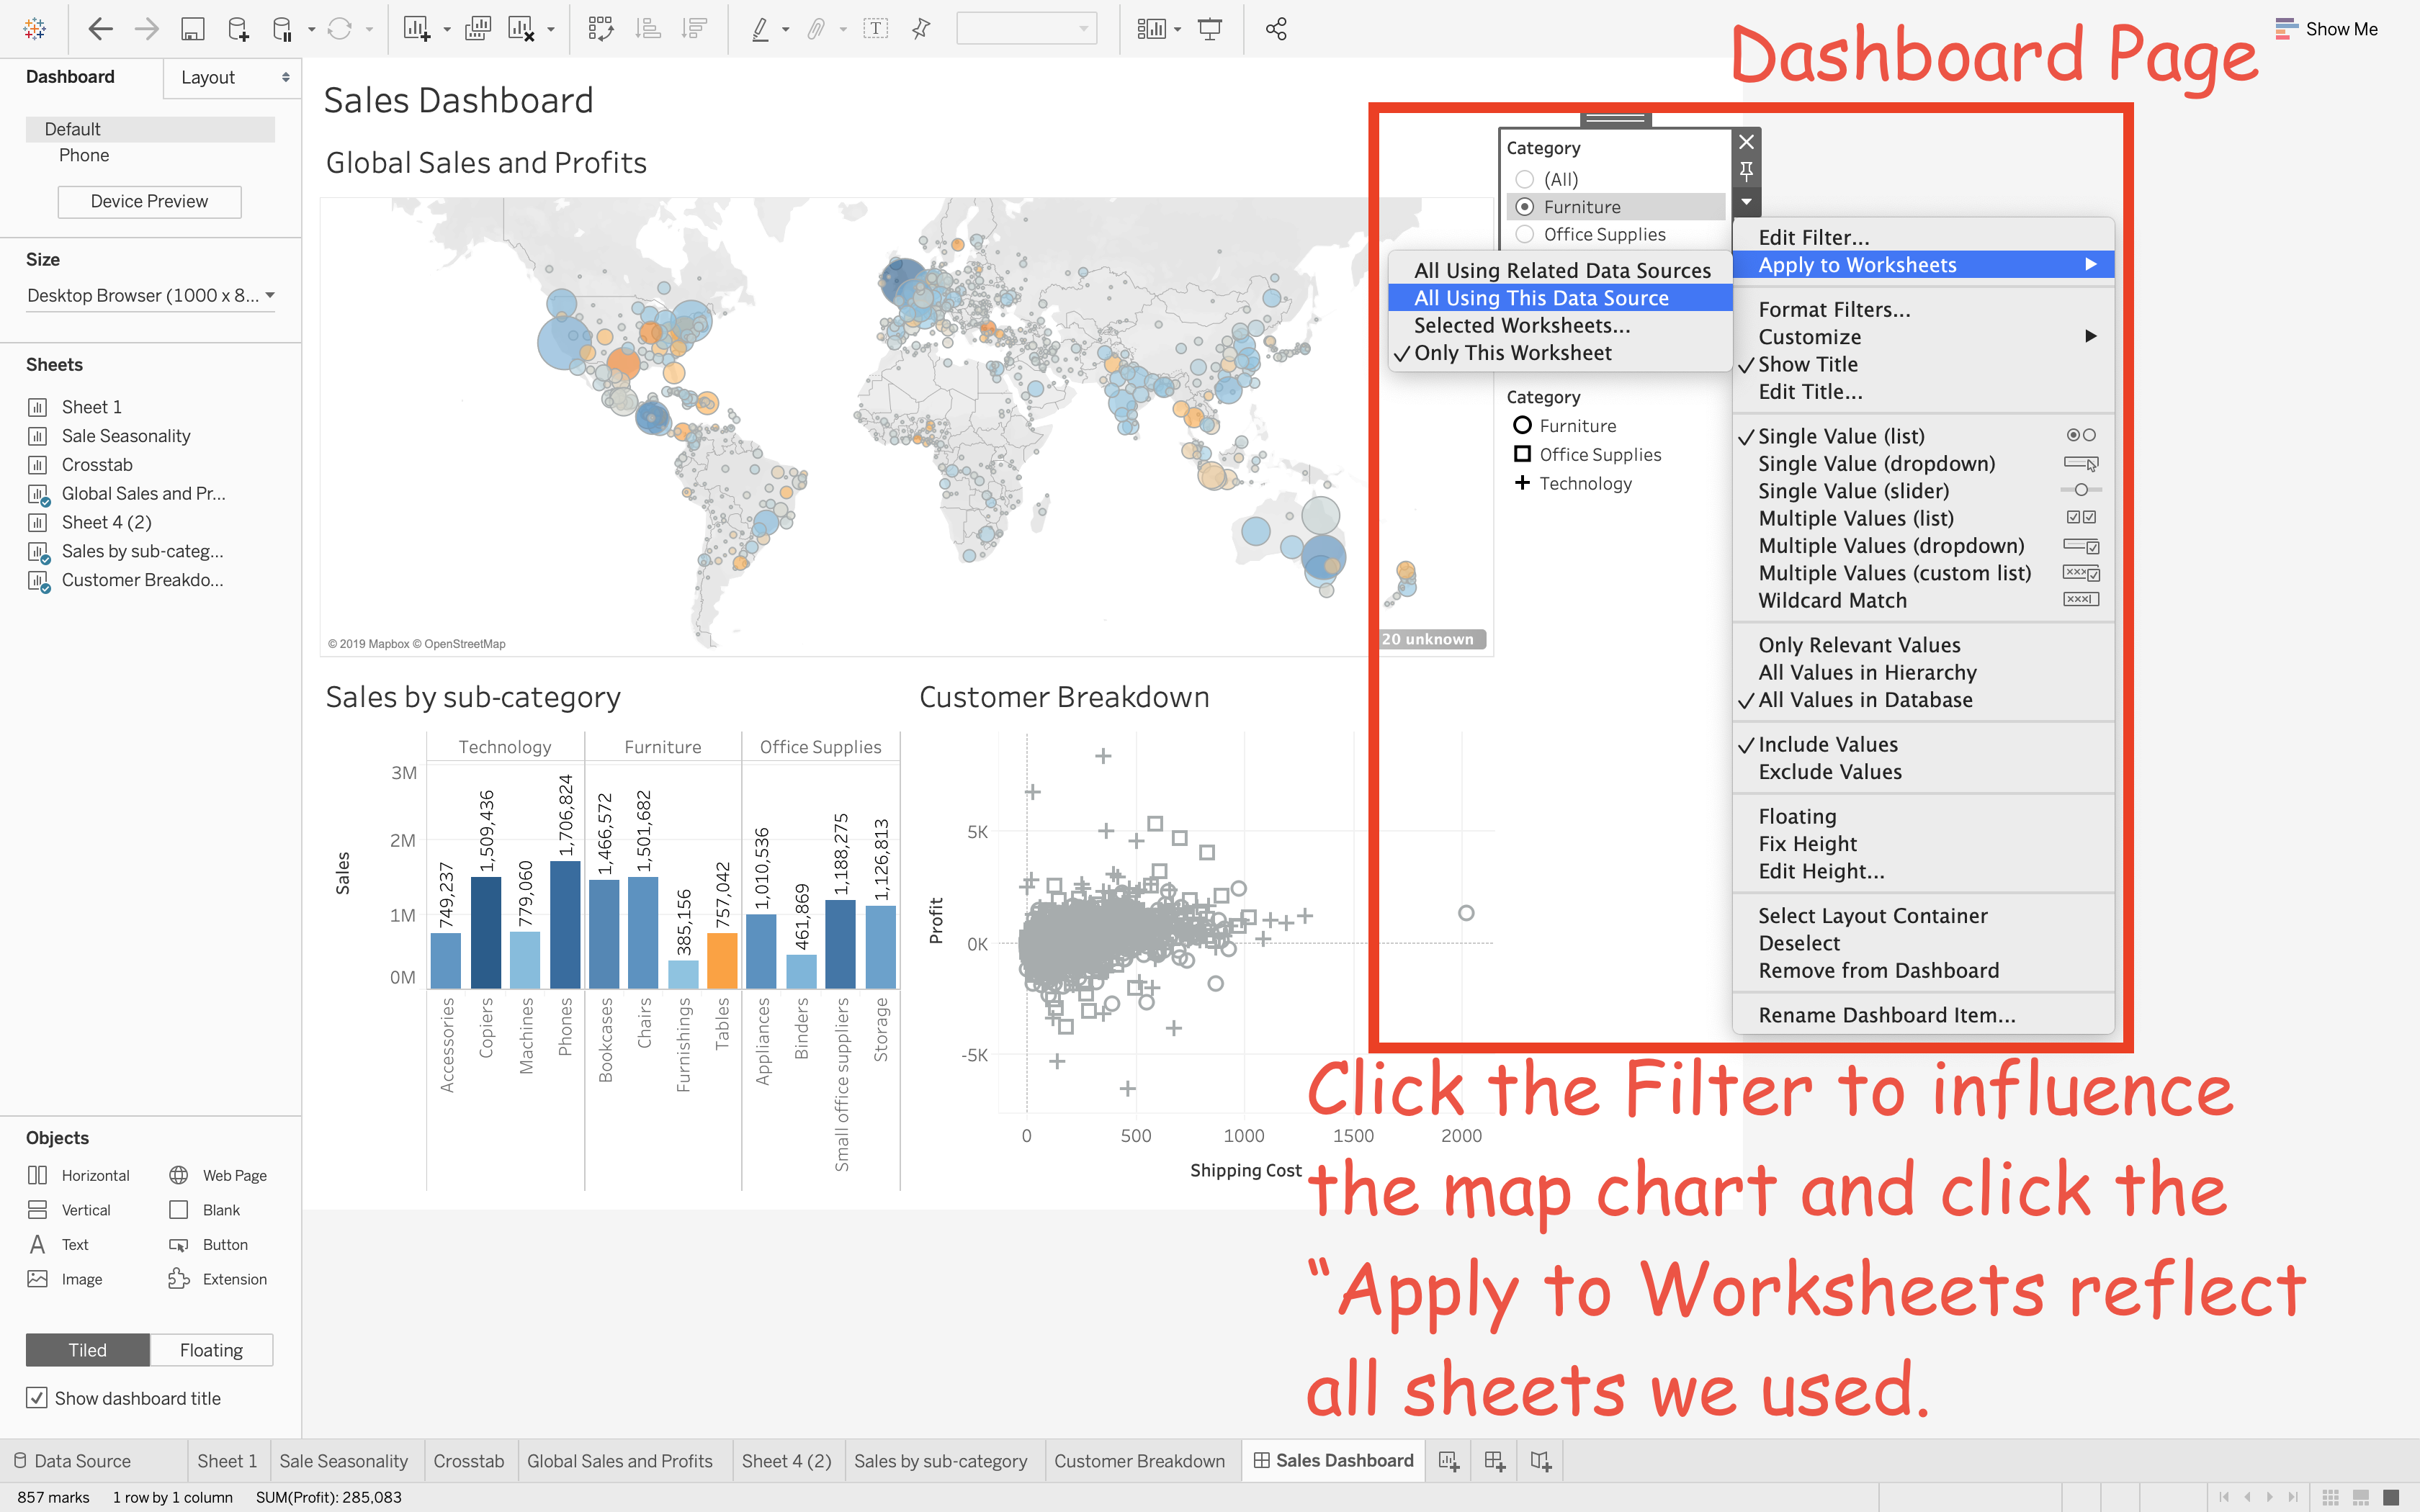 Dashboard Page
Show Me
Dashboard
Layout
Default
Phone
Device Preview
Size
Desktop Browser (1000 x 8...
Sheets
Sheet 1
Sale Seasonality
Crosstab
Global Sales and Pr...
Sheet 4 (2)
Sales by sub-categ...
Customer Breakdo...
Objects
Horizontal
Web Page
Vertical
Blank
Text
Button
Image
Extension
Tiled
Floating
Show dashboard title
Sales Dashboard
Global Sales and Profits
© 2019 Mapbox © OpenStreetMap
20 unknown
Category
(All)
Furniture
Office Supplies
All Using Related Data Sources
All Using This Data Source
Selected Worksheets...
Only This Worksheet
Category
Furniture
Office Supplies
Technology
Edit Filter...
Apply to Worksheets
Format Filters...
Customize
Show Title
Edit Title...
Single Value (list)
Single Value (dropdown)
Single Value (slider)
Multiple Values (list)
Multiple Values (dropdown)
Multiple Values (custom list)
Wildcard Match
Only Relevant Values
All Values in Hierarchy
All Values in Database
Include Values
Exclude Values
Floating
Fix Height
Edit Height...
Select Layout Container
Deselect
Remove from Dashboard
Rename Dashboard Item...
Sales by sub-category
Technology
Furniture
Office Supplies
Sales
3M
2M
1M
0M
749,237
1,509,436
779,060
1,706,824
1,466,572
1,501,682
385,156
757,042
1,010,536
461,869
1,188,275
1,126,813
Accessories
Copiers
Machines
Phones
Bookcases
Chairs
Furnishings
Tables
Appliances
Binders
Small office suppliers
Storage
Customer Breakdown
Profit
5K
0K
-5K
0
500
1000
1500
2000
Shipping Cost
Click the Filter to influence
the map chart and click the
“Apply to Worksheets reflect
all sheets we used.
Data Source
Sheet 1
Sale Seasonality
Crosstab
Global Sales and Profits
Sheet 4 (2)
Sales by sub-category
Customer Breakdown
Sales Dashboard
857 marks
1 row by 1 column
SUM(Profit): 285,083